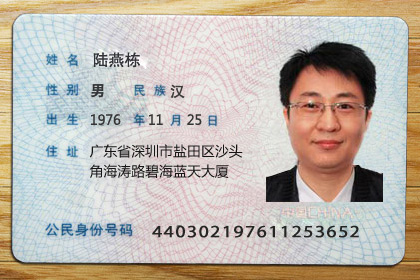 姓名 陆燕栋
性别 男 民族 汉
出生 1976 年 11 月 25 日
住址 广东省深圳市盐田区沙头
角海涛路碧海蓝天大厦
公民身份号码 440302197611253652